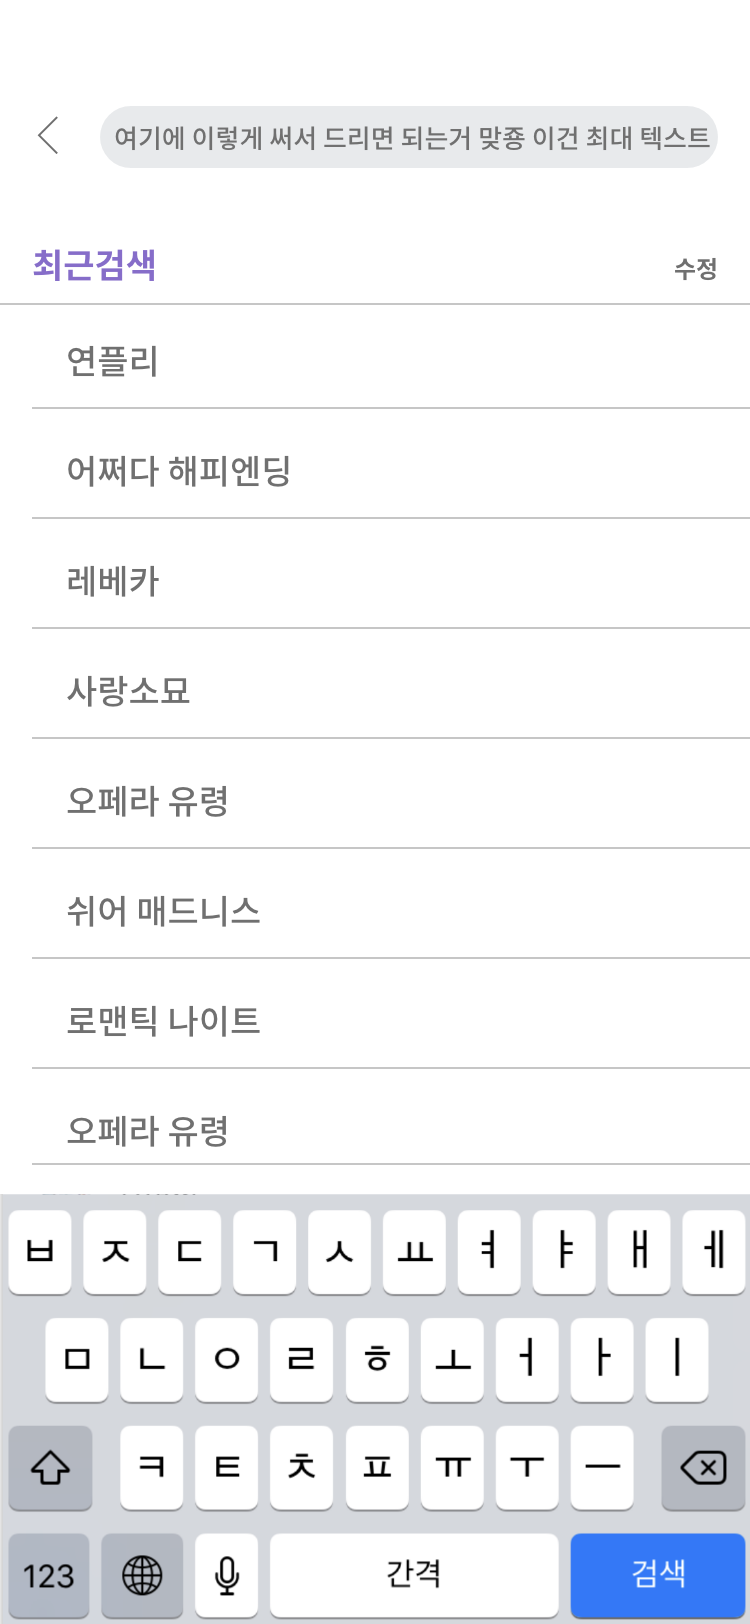 여기에 이렇게 써서 드리면 되는거 맞죵 이건 최대 텍스트
최근검색 수정
연플리
어쩌다 해피엔딩
레베카
사랑소묘
오페라 유령
쉬어 매드니스
로맨틱 나이트
오페라 유령
ㅂ ㅈ ㄷ ㄱ ㅅ ㅛ ㅕ ㅑ ㅐ ㅔ
ㅁ ㄴ ㅇ ㄹ ㅎ ㅗ ㅓ ㅏ ㅣ
ㅋ ㅌ ㅊ ㅍ ㅠ ㅜ ㅡ
123 간격 검색